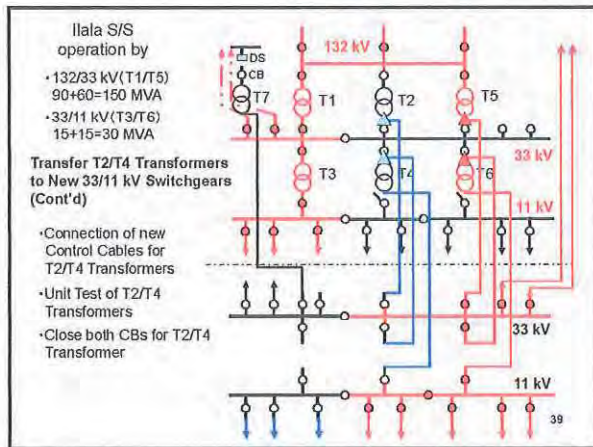 Ilala S/S
operation by
・132/33 kV(T1/T5)
90+60=150 MVA
・33/11 kV(T3/T6)
15+15=30 MVA
Transfer T2/T4 Transformers
to New 33/11 kV Switchgears
(Cont'd)
・Connection of new
Control Cables for
T2/T4 Transformers
・Unit Test of T2/T4
Transformers
・Close both CBs for T2/T4
Transformer
132 kV
DS
CB
T7
T1
T2
T5
33 kV
T3
T4
T6
11 kV
33 kV
11 kV
39